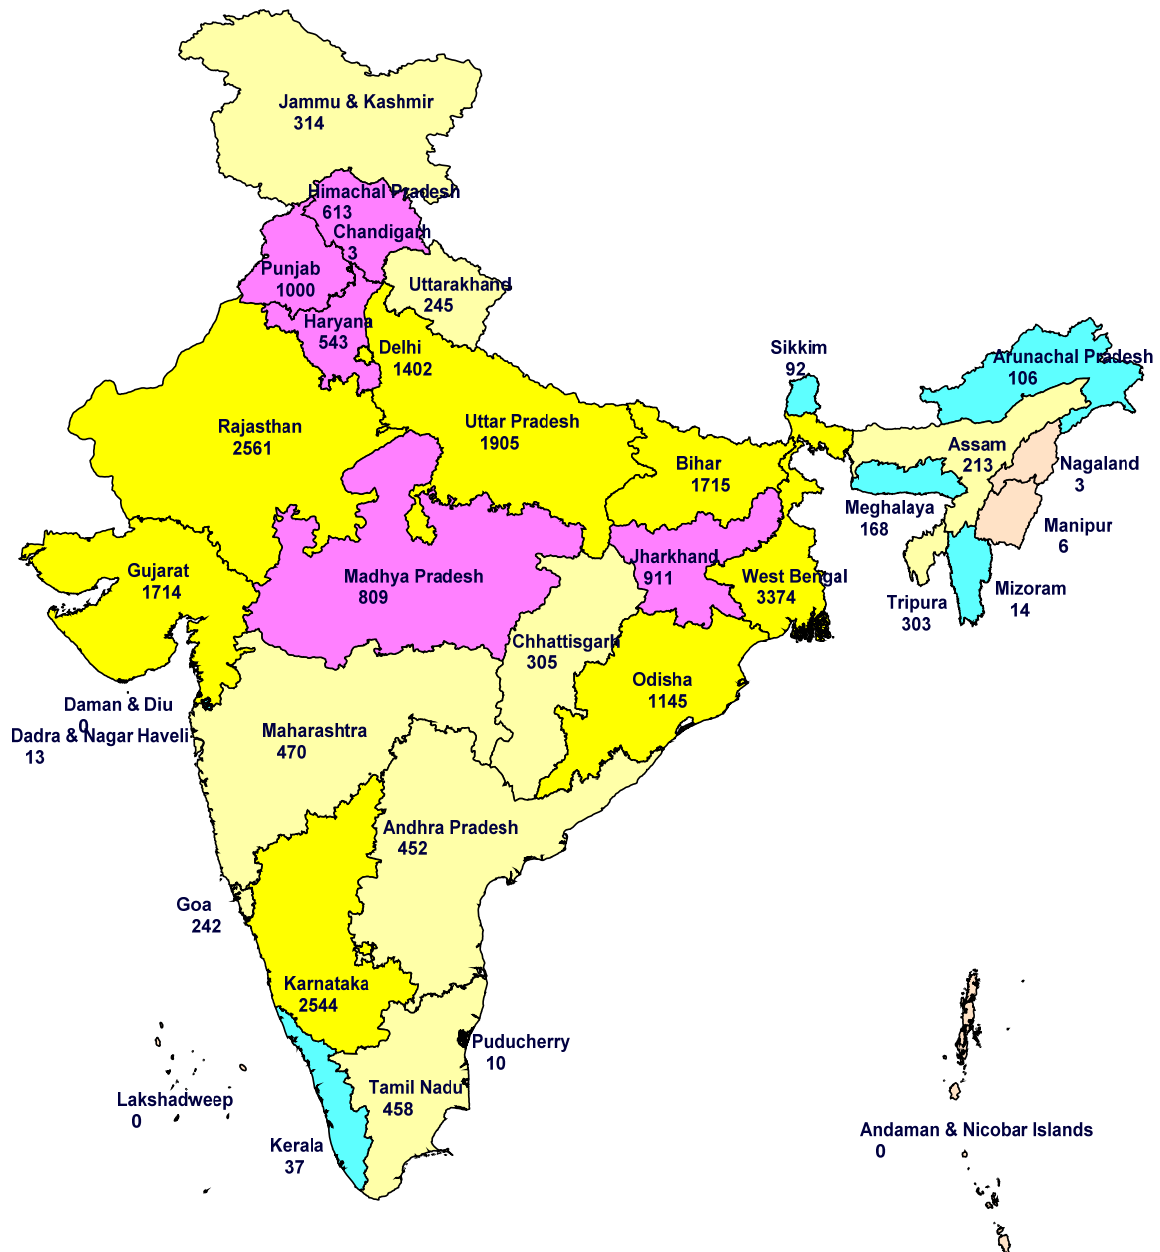 Jammu & Kashmir
314
Himachal Pradesh
613
Chandigarh
3
Punjab
1000
Uttarakhand
245
Haryana
543
Delhi
1402
Sikkim
92
Arunachal Pradesh
106
Rajasthan
2561
Uttar Pradesh
1905
Bihar
1715
Assam
213
Nagaland
3
Meghalaya
168
Manipur
6
Gujarat
1714
Madhya Pradesh
809
Jharkhand
911
West Bengal
3374
Tripura
303
Mizoram
14
Chhattisgarh
305
Odisha
1145
Daman & Diu
0
Dadra & Nagar Haveli
13
Maharashtra
470
Andhra Pradesh
452
Goa
242
Karnataka
2544
Puducherry
10
Tamil Nadu
458
Lakshadweep
0
Kerala
37
Andaman & Nicobar Islands
0